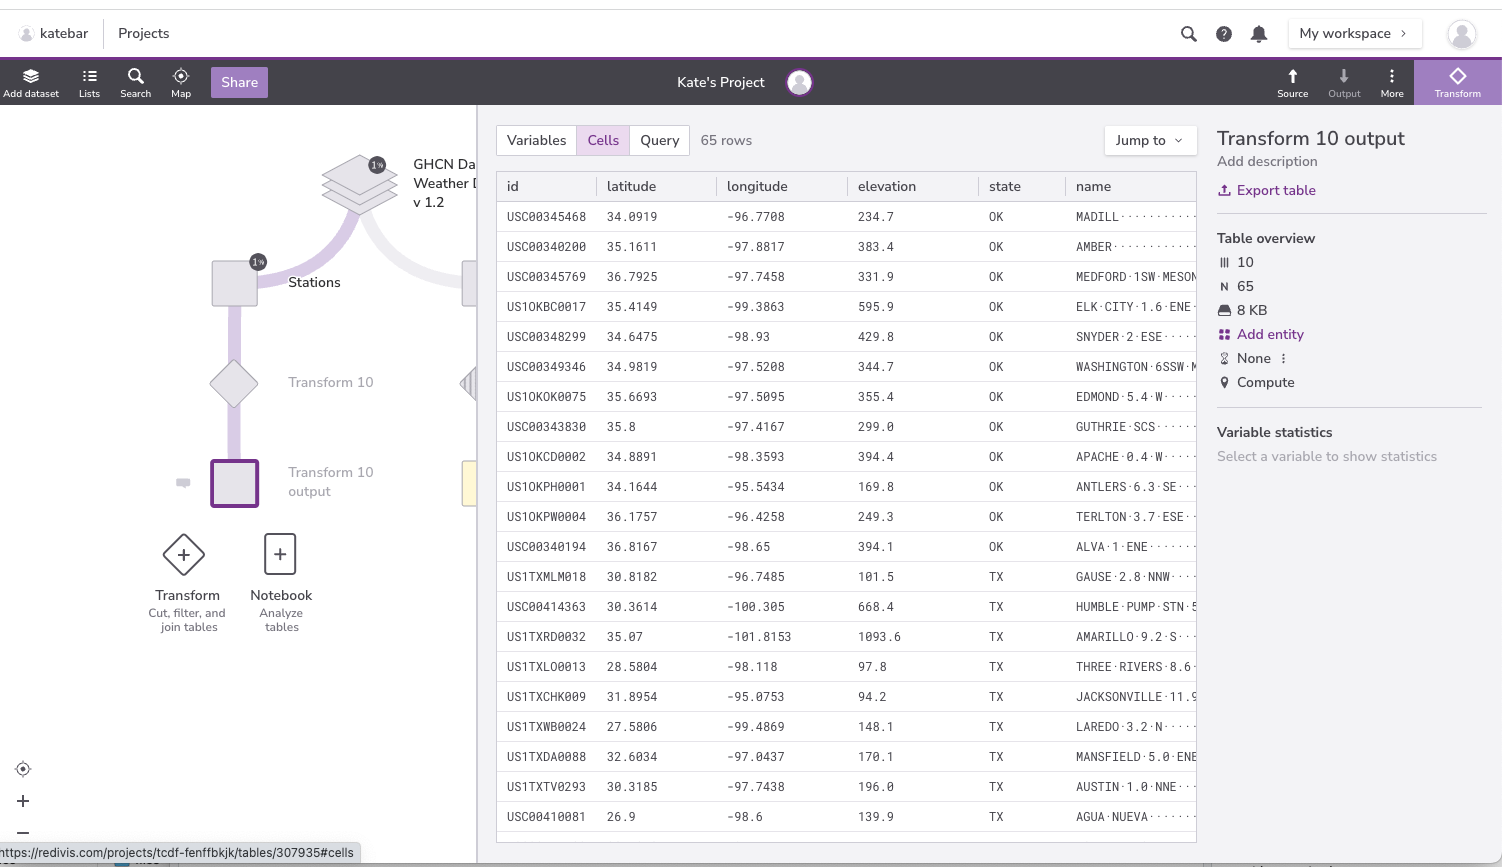 katebar Projects My workspace
Add dataset Lists Search Map Share Kate's Project Source Output More Transform
Variables Cells Query 65 rows Jump to
GHCN Da
Weather D
v 1.2
1%
1%
Stations
Transform 10
Transform 10
output
Transform
Cut, filter, and
join tables
Notebook
Analyze
tables
id latitude longitude elevation state name
USC00345468 34.0919 -96.7708 234.7 OK MADILL···········
USC00340200 35.1611 -97.8817 383.4 OK AMBER············
USC00345769 36.7925 -97.7458 331.9 OK MEDFORD·1SW·MESON
US1OKBC0017 35.4149 -99.3863 595.9 OK ELK·CITY·1.6·ENE·
USC00348299 34.6475 -98.93 429.8 OK SNYDER·2·ESE·····
USC00349346 34.9819 -97.5208 344.7 OK WASHINGTON·6SSW·M
US1OKOK0075 35.6693 -97.5095 355.4 OK EDMOND·5.4·W·····
USC00343830 35.8 -97.4167 299.0 OK GUTHRIE·SCS······
US1OKCD0002 34.8891 -98.3593 394.4 OK APACHE·0.4·W·····
US1OKPH0001 34.1644 -95.5434 169.8 OK ANTLERS·6.3·SE···
US1OKPW0004 36.1757 -96.4258 249.3 OK TERLTON·3.7·ESE··
USC00340194 36.8167 -98.65 394.1 OK ALVA·1·ENE·······
US1TXMLM018 30.8182 -96.7485 101.5 TX GAUSE·2.8·NNW····
USC00414363 30.3614 -100.305 668.4 TX HUMBLE·PUMP·STN·5
US1TXRD0032 35.07 -101.8153 1093.6 TX AMARILLO·9.2·S···
US1TXLO0013 28.5804 -98.118 97.8 TX THREE·RIVERS·8.6·
US1TXCHK009 31.8954 -95.0753 94.2 TX JACKSONVILLE·11.9
US1TXWB0024 27.5806 -99.4869 148.1 TX LAREDO·3.2·N·····
US1TXDA0088 32.6034 -97.0437 170.1 TX MANSFIELD·5.0·ENE
US1TXTV0293 30.3185 -97.7438 196.0 TX AUSTIN·1.0·NNE···
USC00410081 26.9 -98.6 139.9 TX AGUA·NUEVA·······
Transform 10 output
Add description
Export table
Table overview
10
N 65
8 KB
Add entity
None
Compute
Variable statistics
Select a variable to show statistics
https://redivis.com/projects/tcdf-fenffbkjk/tables/307935#cells